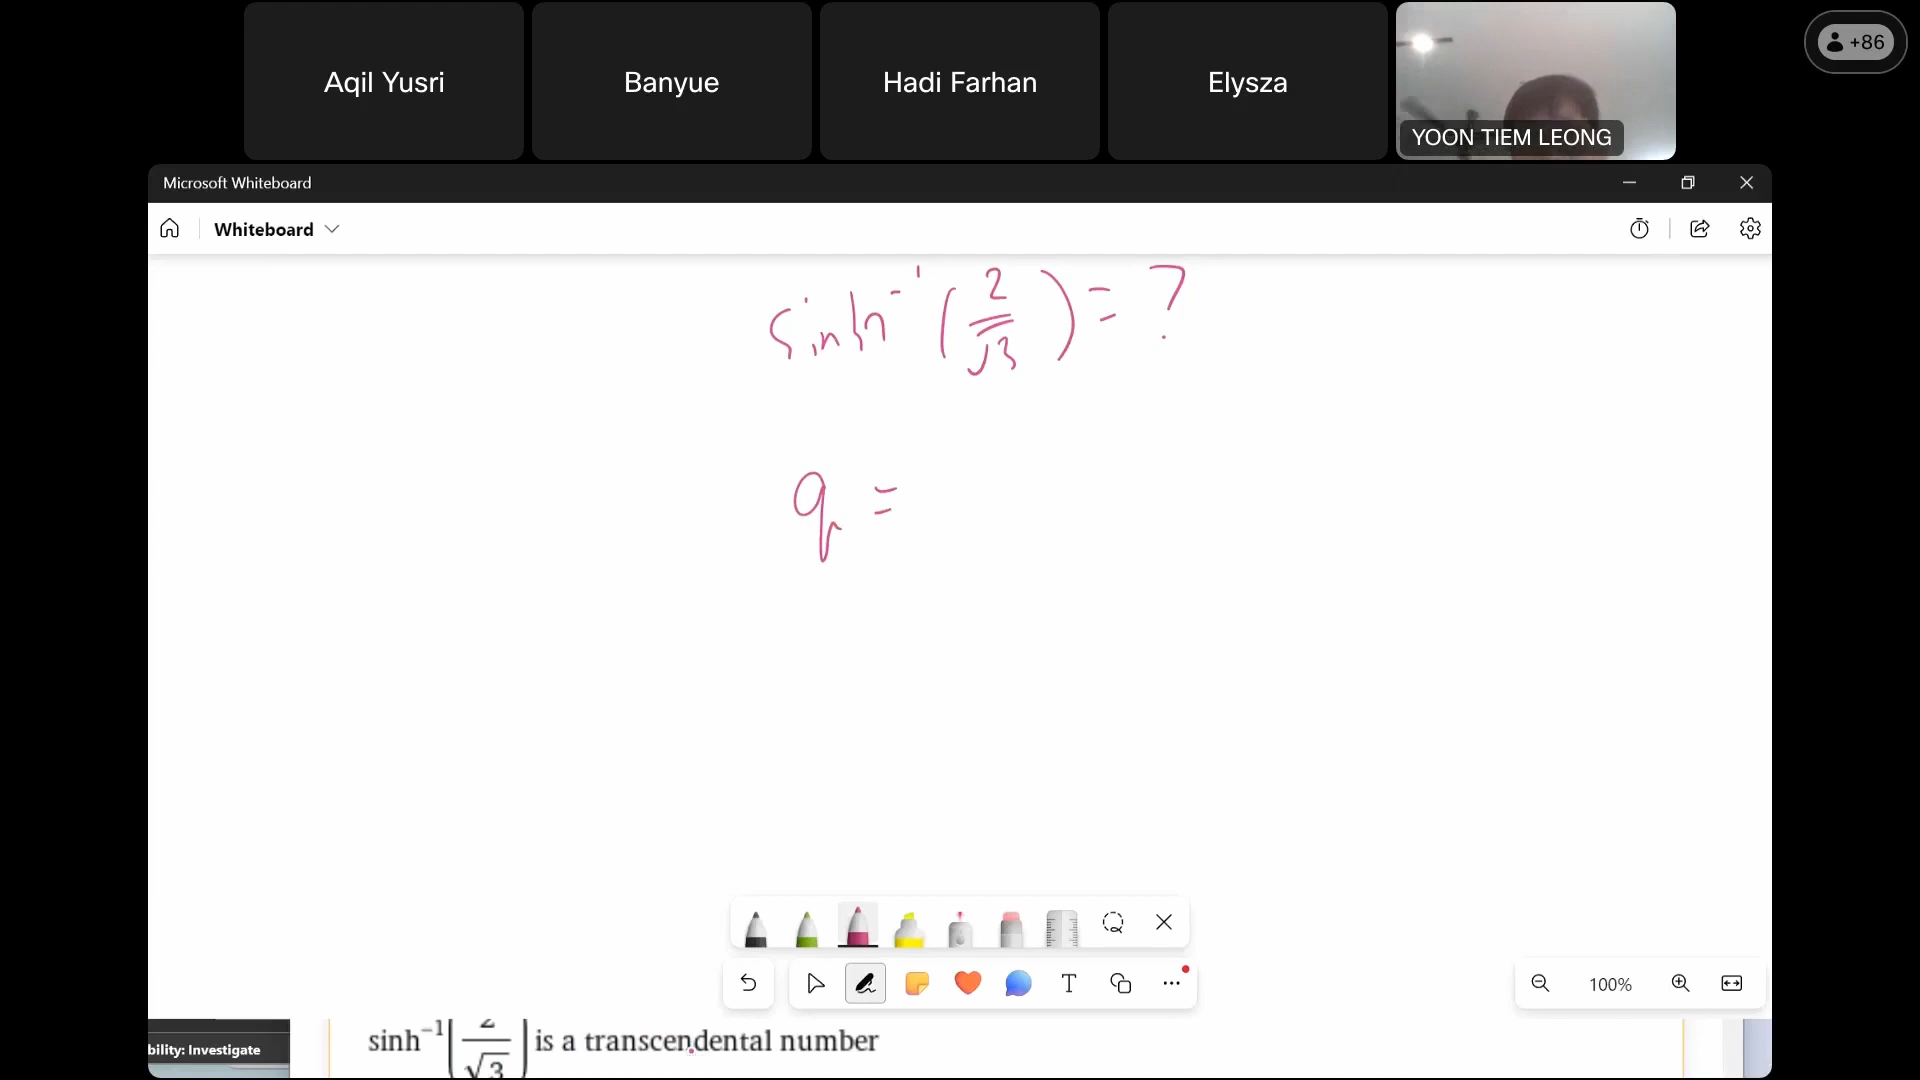 Aqil Yusri
Banyue
Hadi Farhan
Elysza
YOON TIEM LEONG
+86
Microsoft Whiteboard
Whiteboard
sinh⁻¹(2/√3) = ?
q =
100%
bility: Investigate
sinh⁻¹(2/√3) is a transcendental number